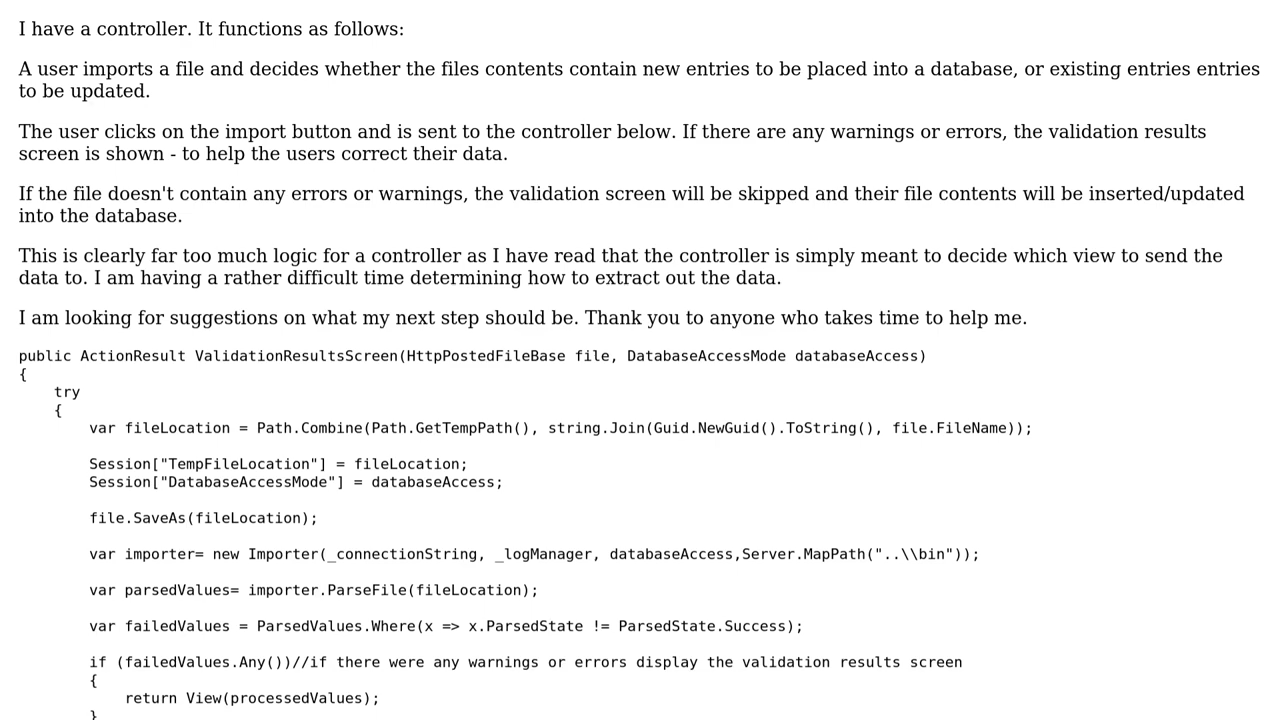 I have a controller. It functions as follows:
A user imports a file and decides whether the files contents contain new entries to be placed into a database, or existing entries entries
to be updated.
The user clicks on the import button and is sent to the controller below. If there are any warnings or errors, the validation results
screen is shown - to help the users correct their data.
If the file doesn't contain any errors or warnings, the validation screen will be skipped and their file contents will be inserted/updated
into the database.
This is clearly far too much logic for a controller as I have read that the controller is simply meant to decide which view to send the
data to. I am having a rather difficult time determining how to extract out the data.
I am looking for suggestions on what my next step should be. Thank you to anyone who takes time to help me.
public ActionResult ValidationResultsScreen(HttpPostedFileBase file, DatabaseAccessMode databaseAccess)
{
    try
    {
        var fileLocation = Path.Combine(Path.GetTempPath(), string.Join(Guid.NewGuid().ToString(), file.FileName));
        Session["TempFileLocation"] = fileLocation;
        Session["DatabaseAccessMode"] = databaseAccess;
        file.SaveAs(fileLocation);
        var importer= new Importer(_connectionString, _logManager, databaseAccess,Server.MapPath("..\\bin"));
        var parsedValues= importer.ParseFile(fileLocation);
        var failedValues = ParsedValues.Where(x => x.ParsedState != ParsedState.Success);
        if (failedValues.Any())//if there were any warnings or errors display the validation results screen
        {
            return View(processedValues);
        }